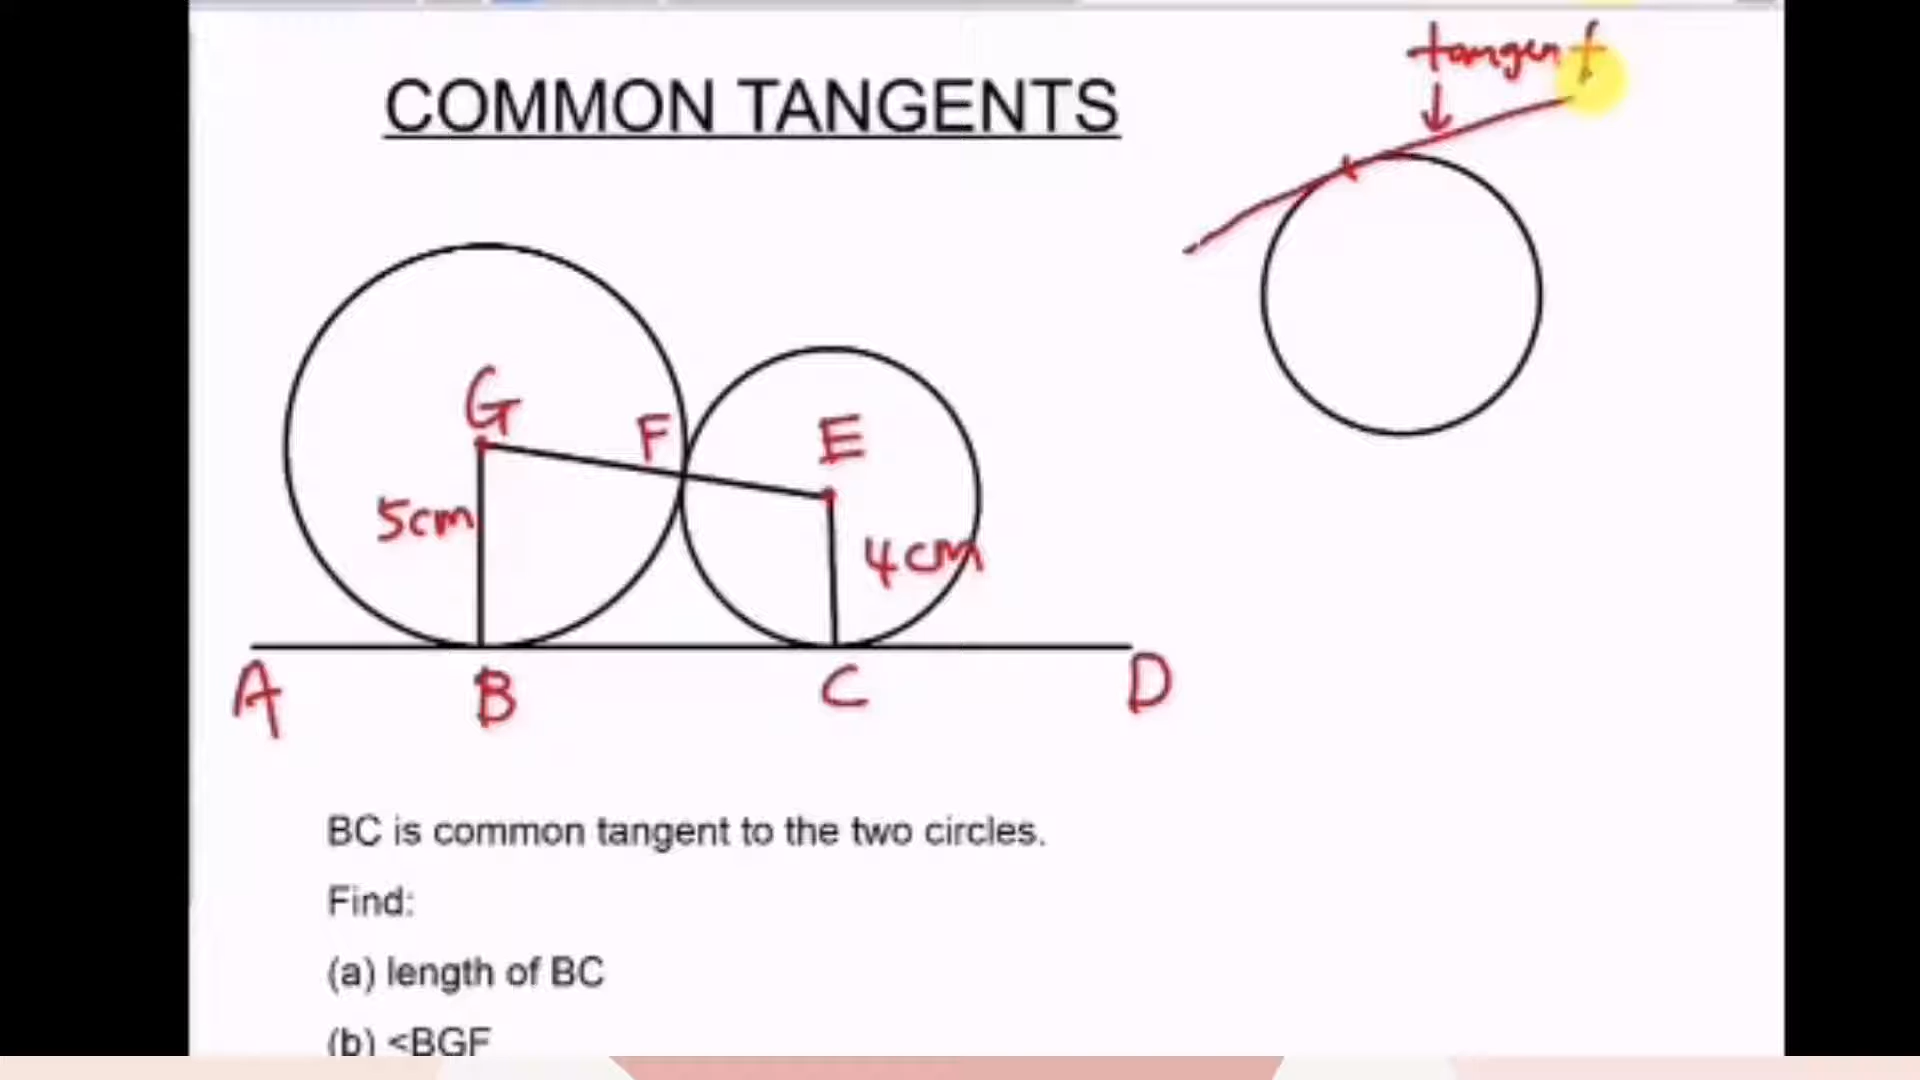 COMMON TANGENTS
tangent
G
F
E
5cm
4cm
A
B
C
D
BC is common tangent to the two circles.
Find:
(a) length of BC
(b) <BGF